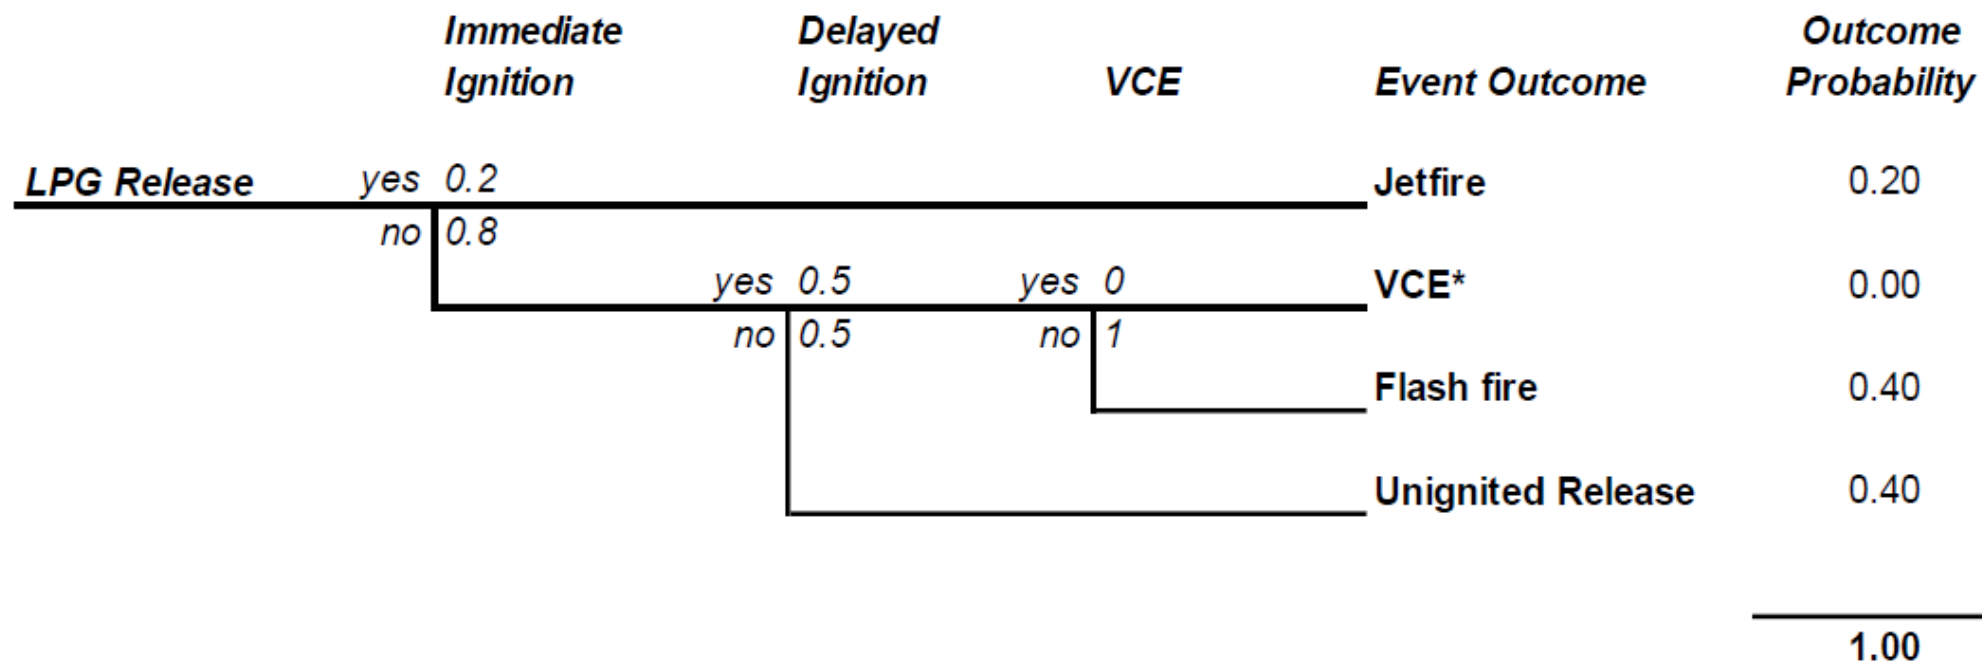 Immediate Delayed Outcome
Ignition Ignition VCE Event Outcome Probability
LPG Release yes 0.2 Jetfire 0.20
no 0.8
yes 0.5 yes 0 VCE* 0.00
no 0.5 no 1
Flash fire 0.40
Unignited Release 0.40
1.00